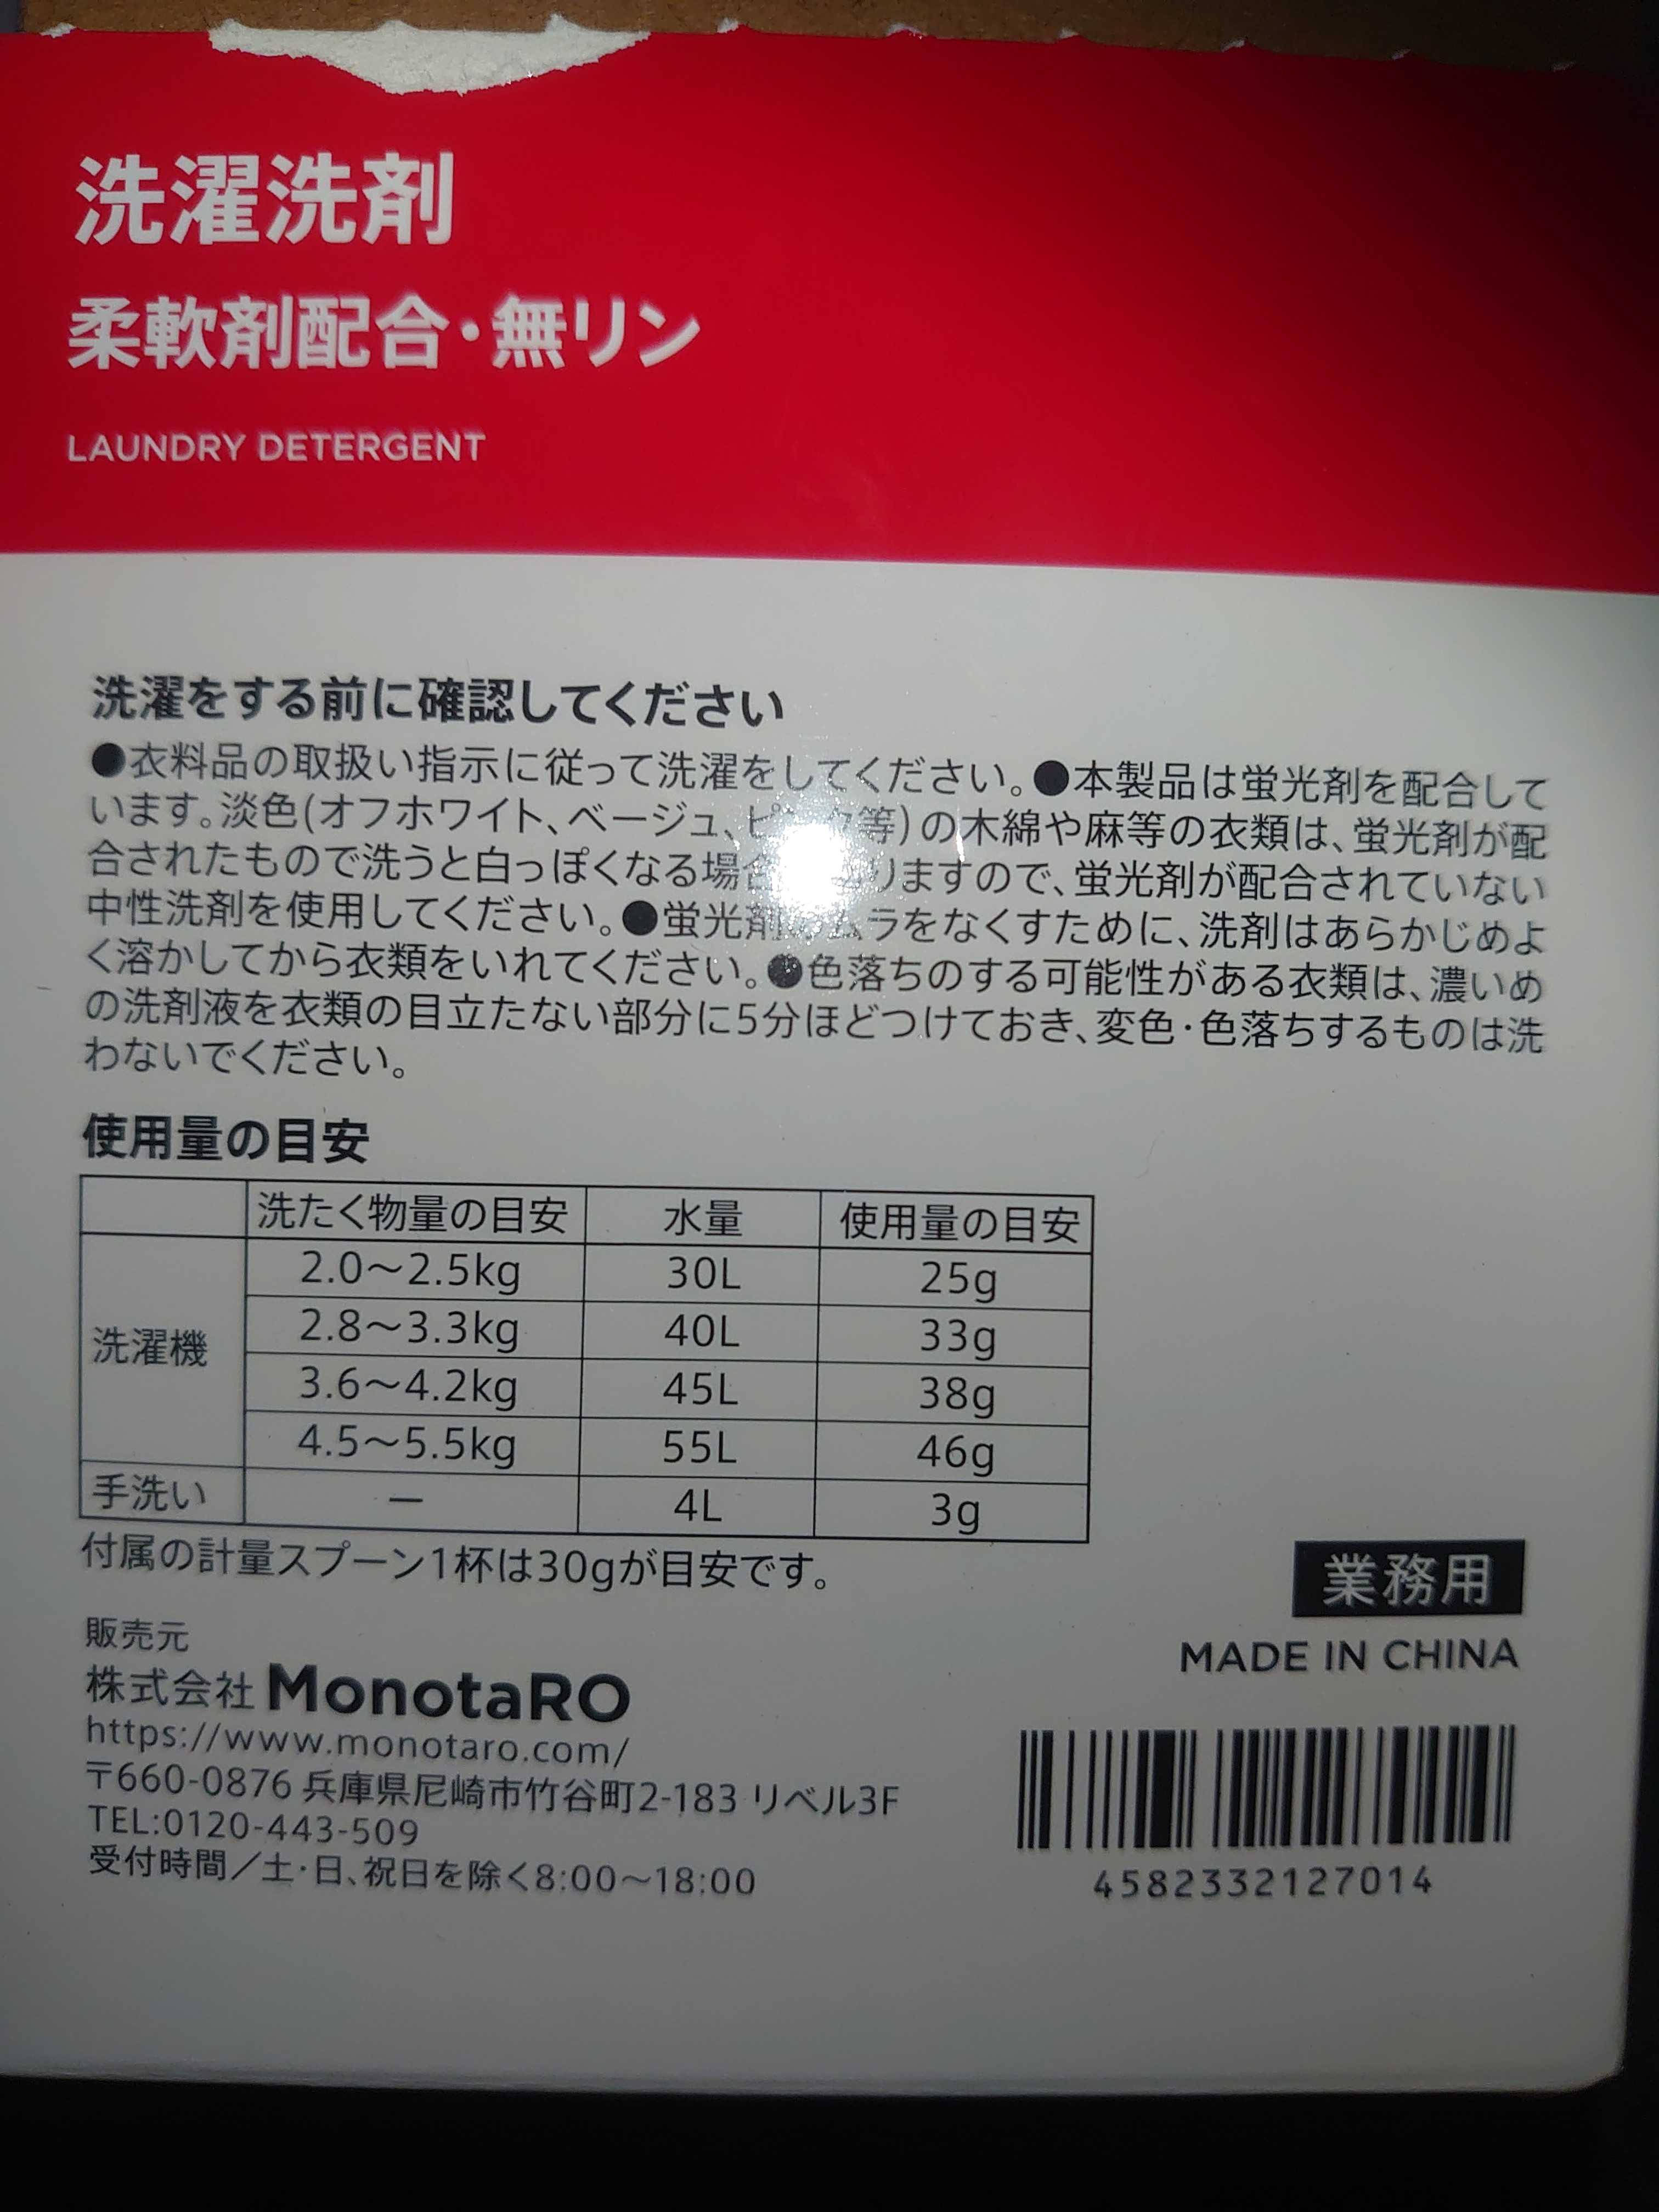 洗濯洗剤
柔軟剤配合・無リン
LAUNDRY DETERGENT
洗濯をする前に確認してください
●衣料品の取扱い指示に従って洗濯をしてください。●本製品は蛍光剤を配合して
います。淡色(オフホワイト、ベージュ、ピンク等)の木綿や麻等の衣類は、蛍光剤が配
合されたもので洗うと白っぽくなる場合 りますので、蛍光剤が配合されていない
中性洗剤を使用してください。●蛍光剤のムラをなくすために、洗剤はあらかじめよ
く溶かしてから衣類をいれてください。●色落ちのする可能性がある衣類は、濃いめ
の洗剤液を衣類の目立たない部分に5分ほどつけておき、変色・色落ちするものは洗
わないでください。
使用量の目安
洗たく物量の目安 水量 使用量の目安
洗濯機
2.0～2.5kg 30L 25g
2.8～3.3kg 40L 33g
3.6～4.2kg 45L 38g
4.5～5.5kg 55L 46g
手洗い ー 4L 3g
付属の計量スプーン1杯は30gが目安です。
業務用
MADE IN CHINA
販売元
株式会社 MonotaRO
https://www.monotaro.com/
〒660-0876 兵庫県尼崎市竹谷町2-183 リベル3F
TEL:0120-443-509
受付時間／土・日、祝日を除く8:00～18:00
4582332127014